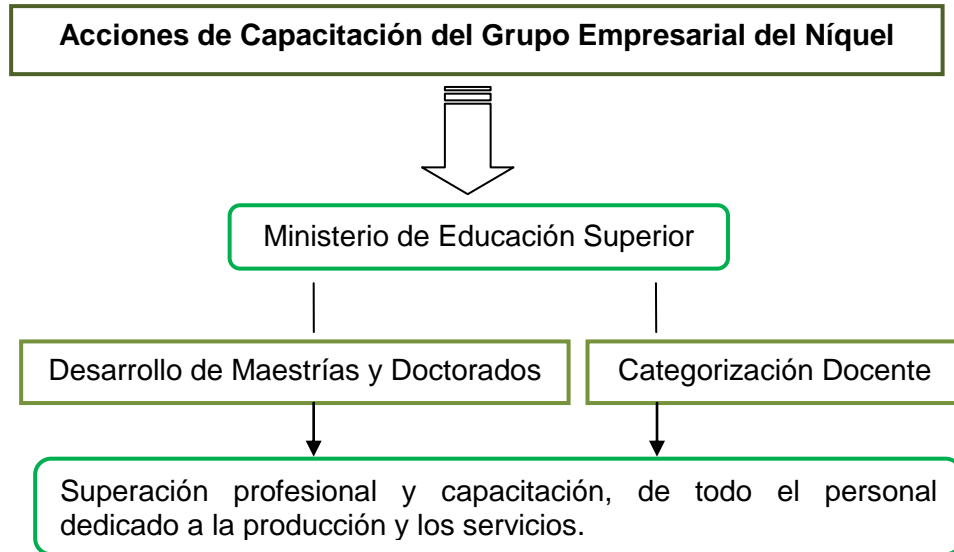 Acciones de Capacitación del Grupo Empresarial del Níquel
Ministerio de Educación Superior
Desarrollo de Maestrías y Doctorados
Categorización Docente
Superación profesional y capacitación, de todo el personal
dedicado a la producción y los servicios.